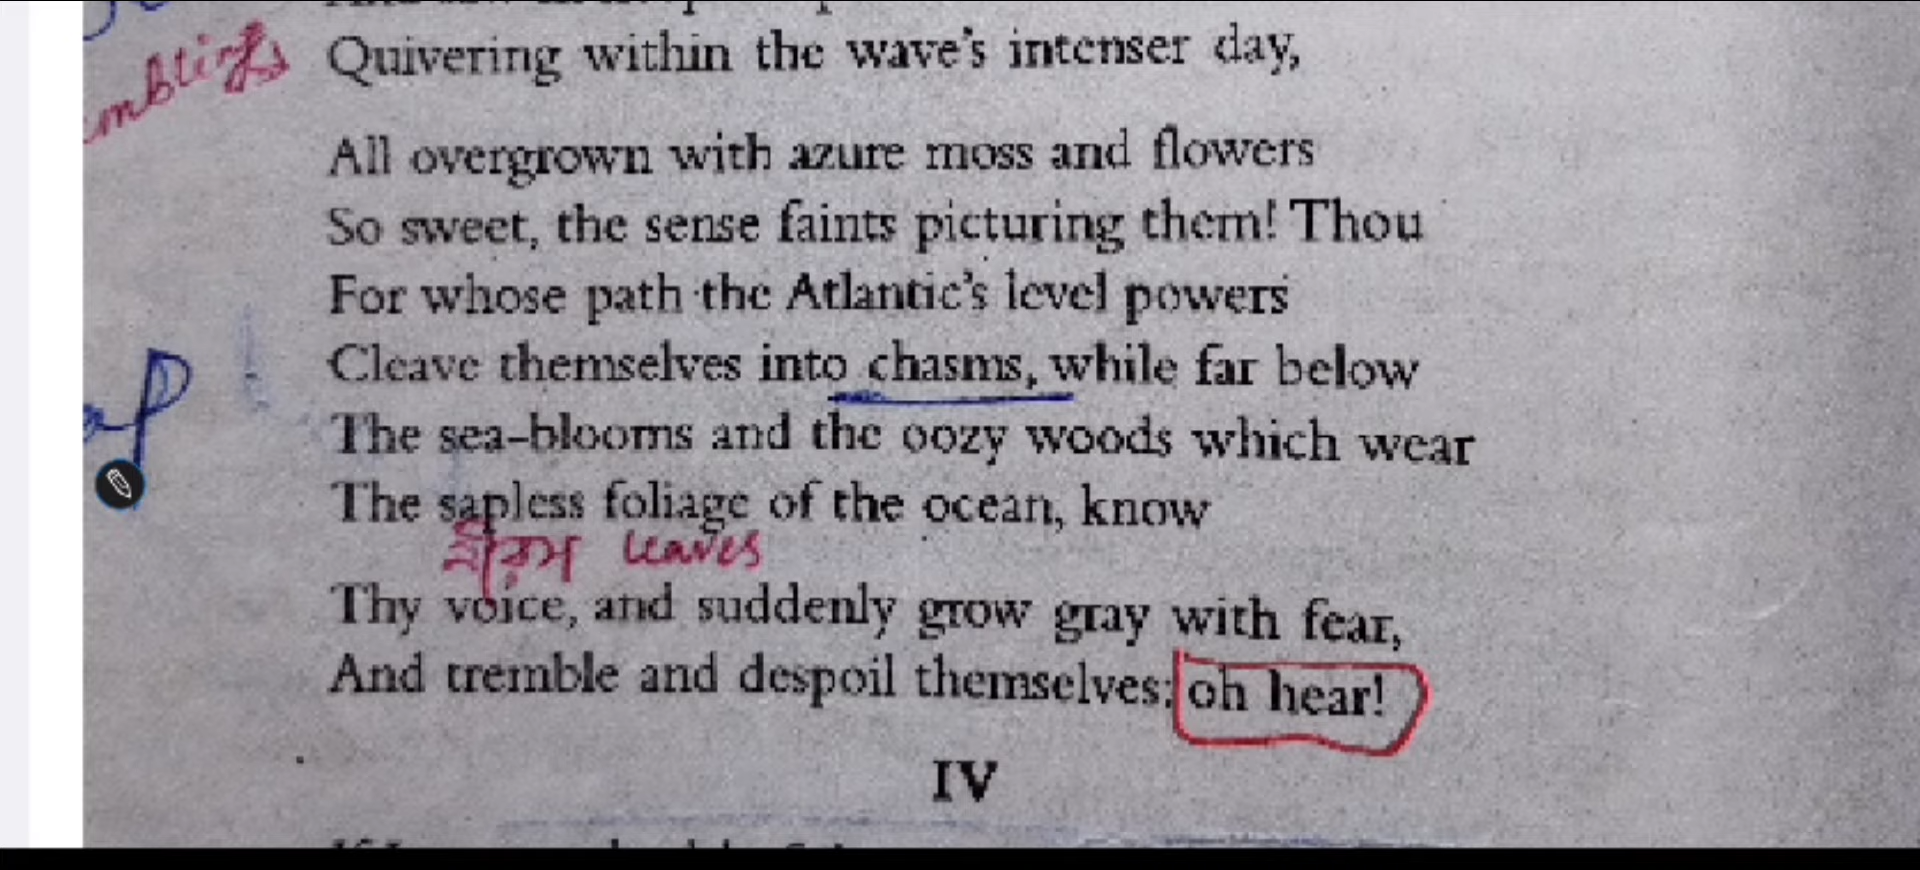 Quivering within the wave's intenser day,
All overgrown with azure moss and flowers
So sweet, the sense faints picturing them! Thou
For whose path the Atlantic's level powers
Cleave themselves into chasms, while far below
The sea-blooms and the oozy woods which wear
The sapless foliage of the ocean, know
leaves
Thy voice, and suddenly grow gray with fear,
And tremble and despoil themselves: oh hear!
IV